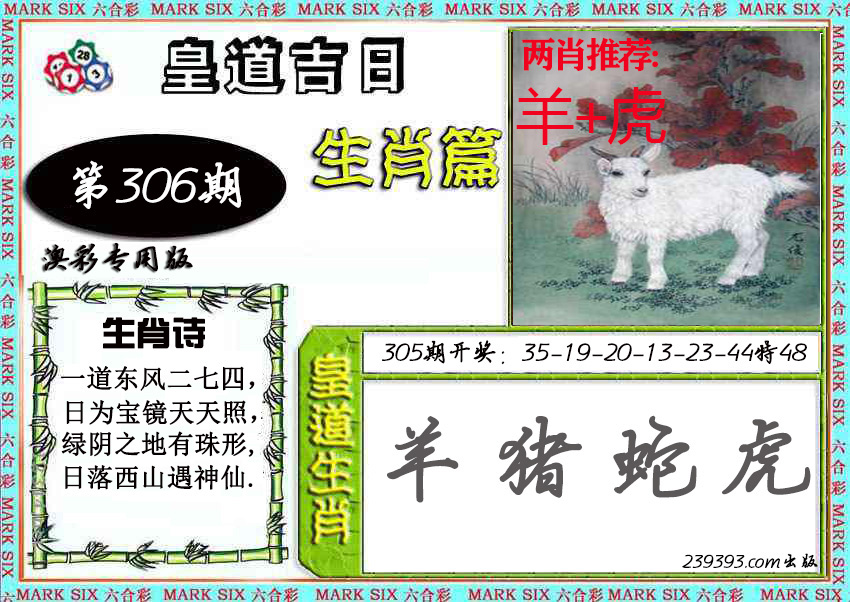 MARK SIX 六合彩 MARK SIX 六合彩 MARK SIX 六合彩 MARK SIX 六合彩 MARK SIX 六合彩 MARK SIX 六合彩
28
1
3
皇道吉日
生肖篇
第306期
澳彩专用版
两肖推荐:
羊+虎
生肖诗
一道东风二七四，
日为宝镜天天照，
绿阴之地有珠形，
日落西山遇神仙.
305期开奖：35-19-20-13-23-44特48
皇道生肖
羊 猪 蛇 虎
239393.com出版
MARK SIX 六合彩 MARK SIX 六合彩 MARK SIX 六合彩 MARK SIX 六合彩 MARK SIX 六合彩 MARK SIX 六合彩